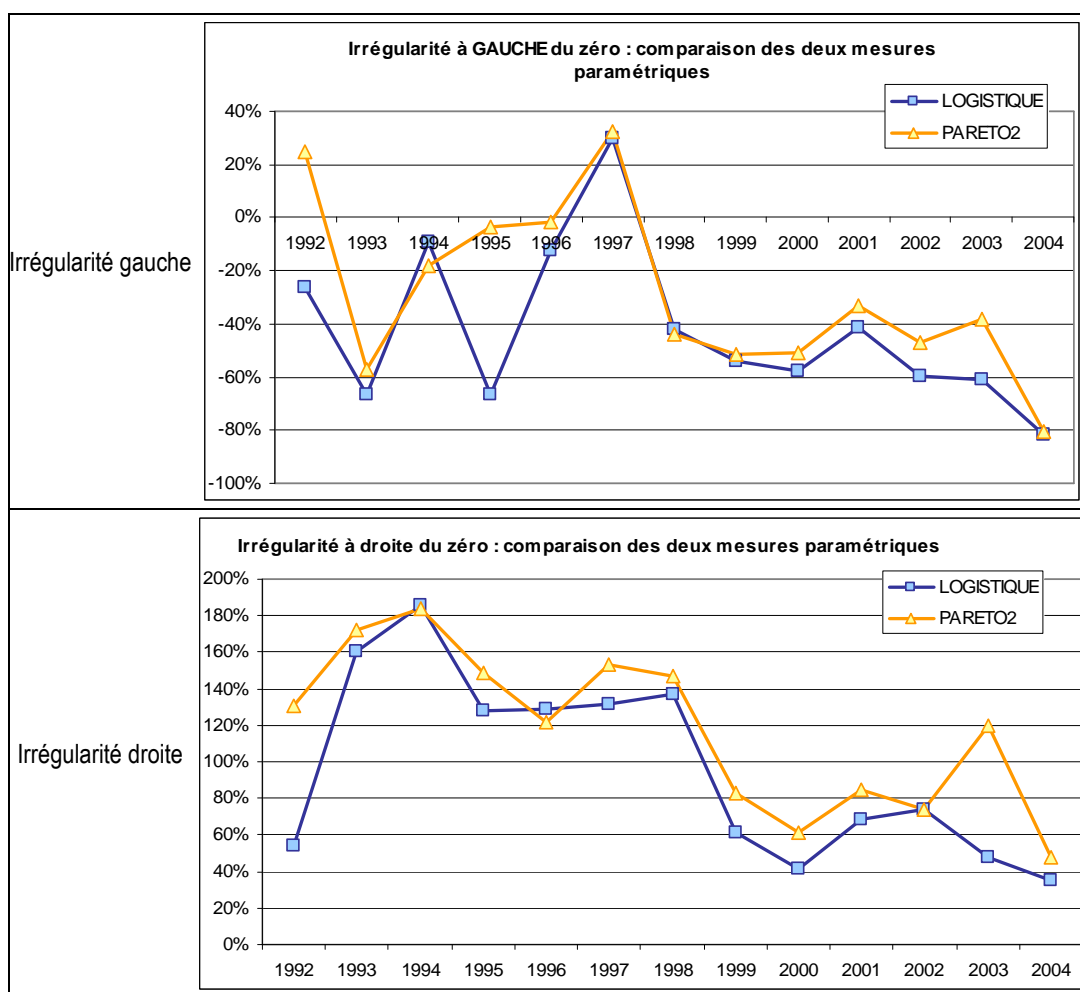 Irrégularité à GAUCHE du zéro : comparaison des deux mesures
paramétriques
LOGISTIQUE
PARETO2
40%
20%
0%
-20%
-40%
-60%
-80%
-100%
1992 1993 1994 1995 1996 1997 1998 1999 2000 2001 2002 2003 2004
Irrégularité gauche
Irrégularité à droite du zéro : comparaison des deux mesures paramétriques
LOGISTIQUE
PARETO2
200%
180%
160%
140%
120%
100%
80%
60%
40%
20%
0%
1992 1993 1994 1995 1996 1997 1998 1999 2000 2001 2002 2003 2004
Irrégularité droite